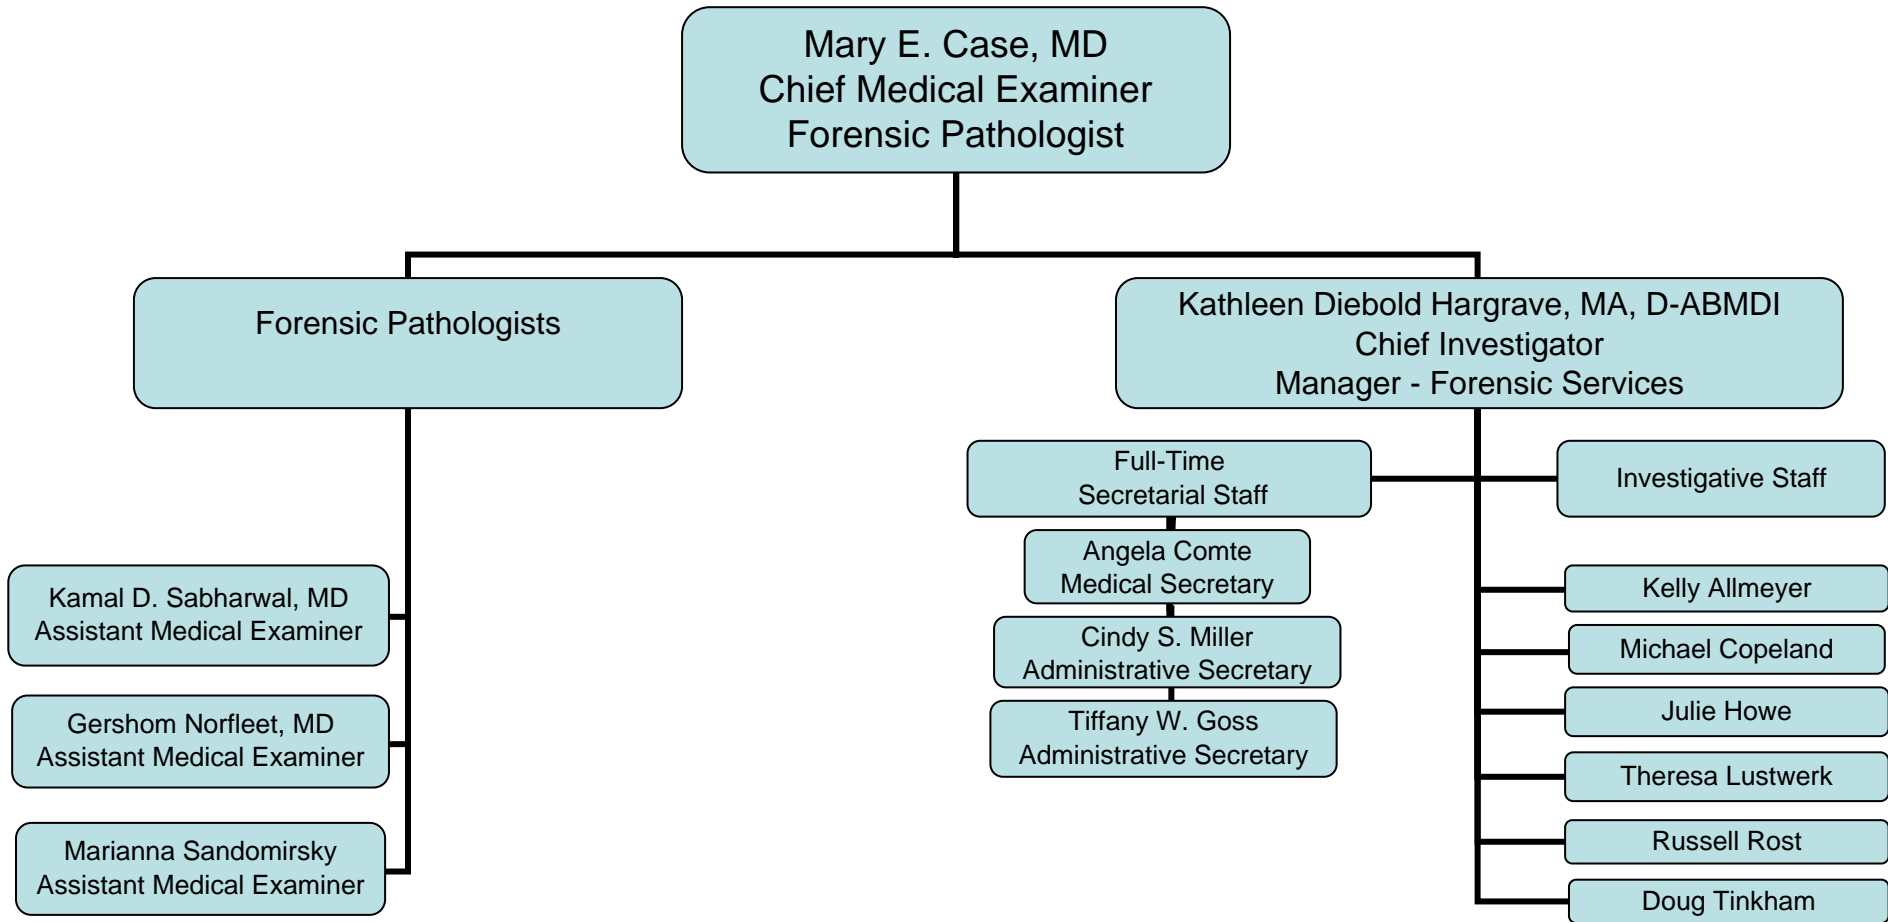 Mary E. Case, MD
Chief Medical Examiner
Forensic Pathologist
Forensic Pathologists
Kathleen Diebold Hargrave, MA, D-ABMDI
Chief Investigator
Manager - Forensic Services
Full-Time
Secretarial Staff
Investigative Staff
Angela Comte
Medical Secretary
Cindy S. Miller
Administrative Secretary
Tiffany W. Goss
Administrative Secretary
Kamal D. Sabharwal, MD
Assistant Medical Examiner
Gershom Norfleet, MD
Assistant Medical Examiner
Marianna Sandomirsky
Assistant Medical Examiner
Kelly Allmeyer
Michael Copeland
Julie Howe
Theresa Lustwerk
Russell Rost
Doug Tinkham